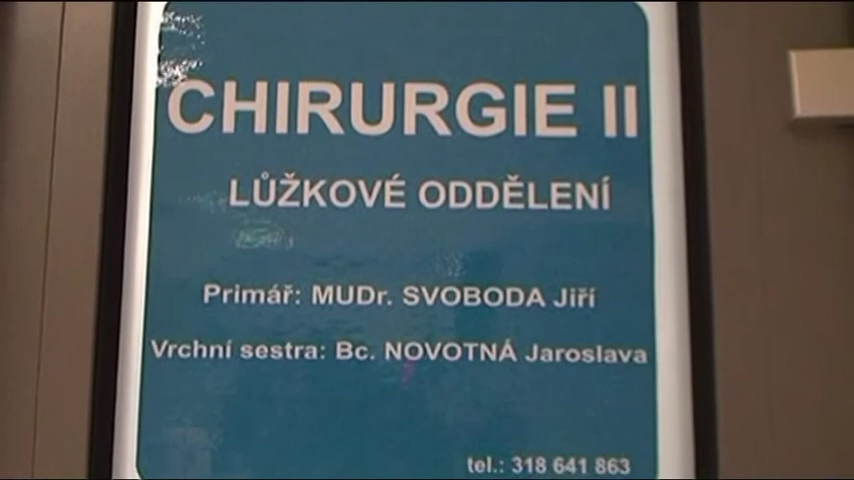 CHIRURGIE II
LŮŽKOVÉ ODDĚLENÍ
Primář: MUDr. SVOBODA Jiří
Vrchní sestra: Bc. NOVOTNÁ Jaroslava
tel.: 318 641 863